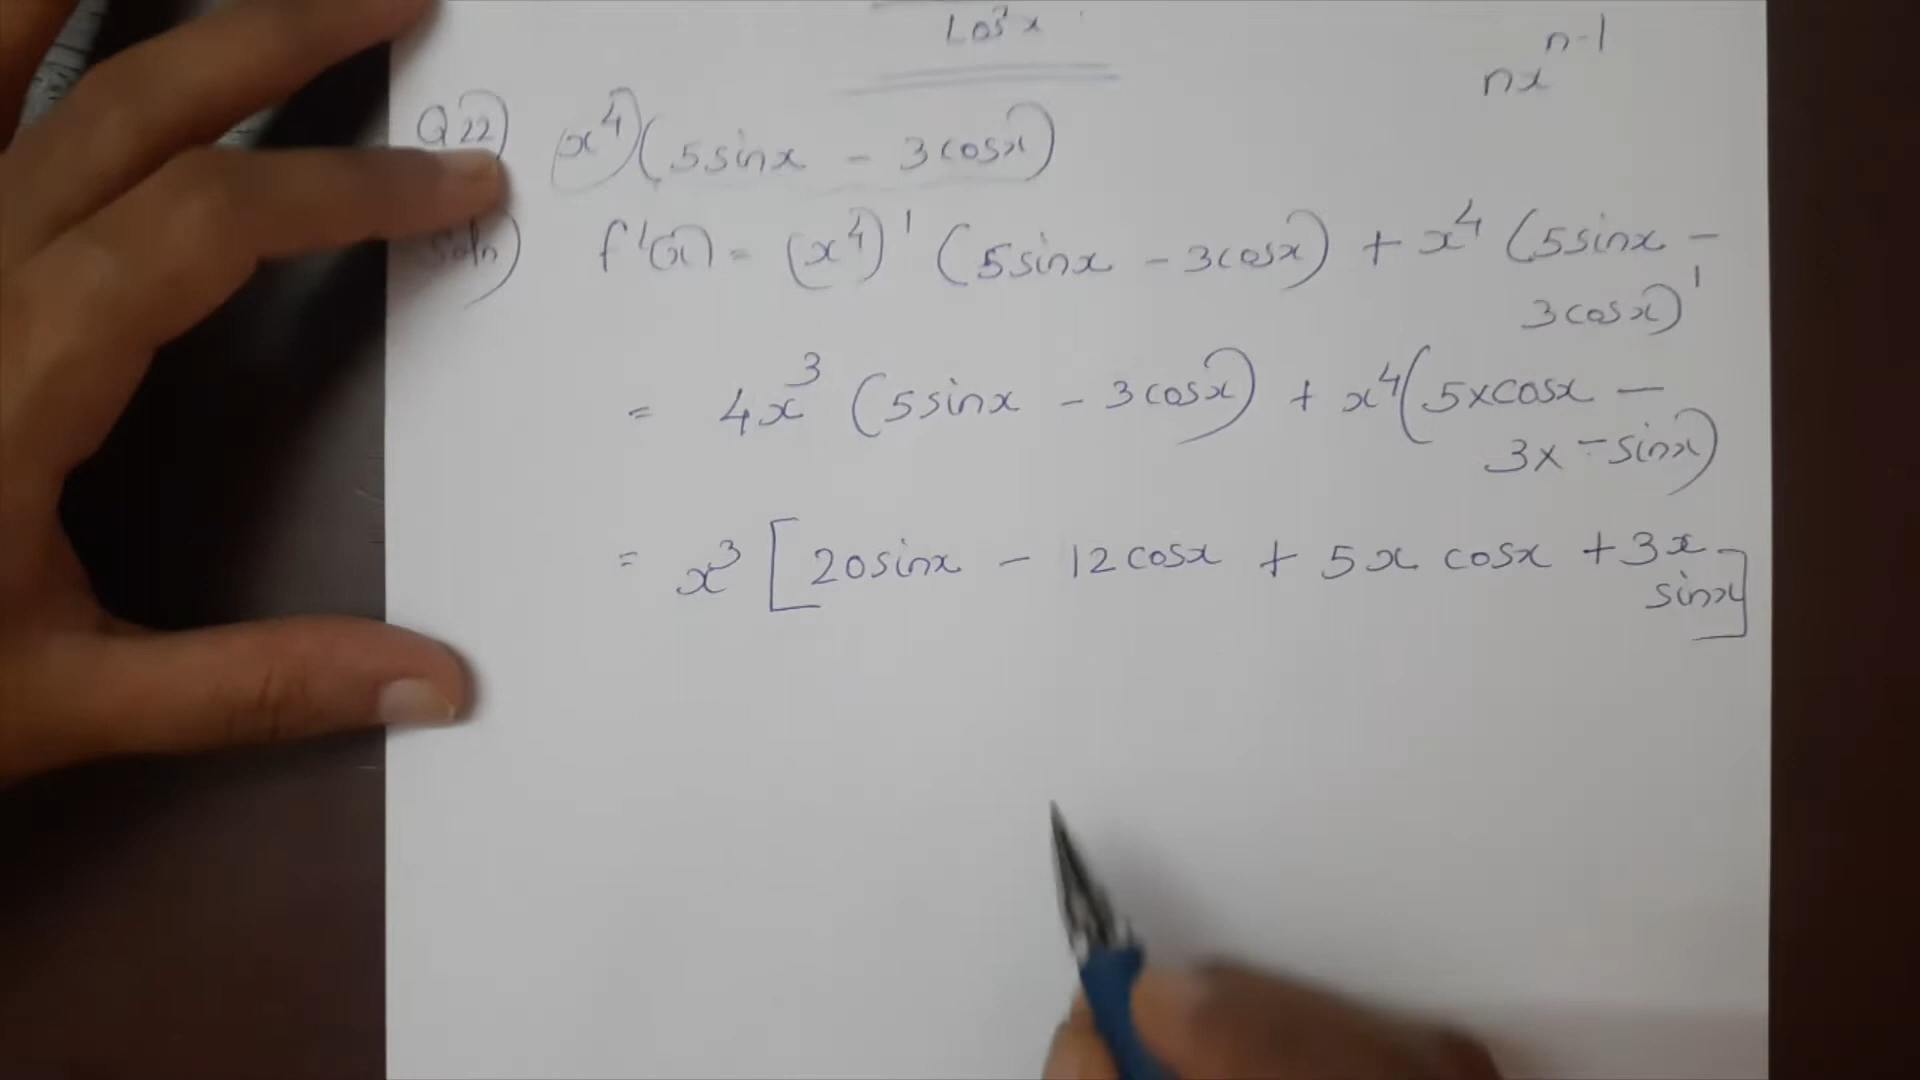 cos²x
nx^(n-1)
Q22) (x⁴)(5sinx - 3cosx)
Soln) f'(x) = (x⁴)' (5sinx - 3cosx) + x⁴ (5sinx -
3cosx)'
= 4x³ (5sinx - 3cosx) + x⁴(5xcosx -
3x -sinx)
= x³ [20sinx - 12cosx + 5x cosx + 3x
sinx]